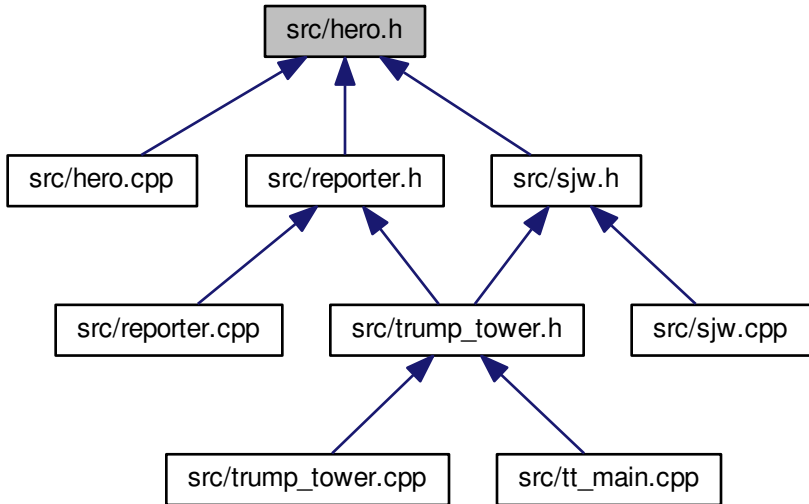 src/hero.h
src/hero.cpp
src/reporter.h
src/sjw.h
src/reporter.cpp
src/trump_tower.h
src/sjw.cpp
src/trump_tower.cpp
src/tt_main.cpp